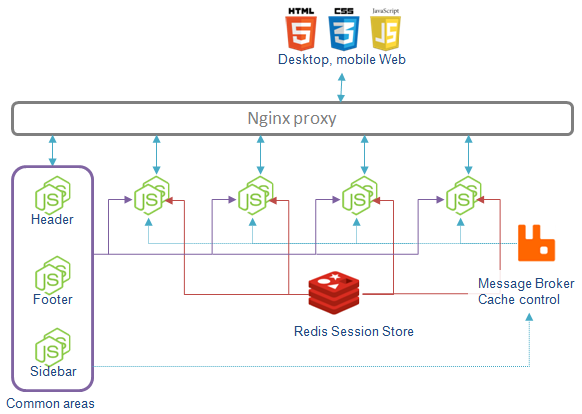 HTML CSS JavaScript
5 3 JS
Desktop, mobile Web
Nginx proxy
JS JS JS JS JS
Header
JS
Footer
JS
Sidebar
Common areas
Redis Session Store
Message Broker
Cache control